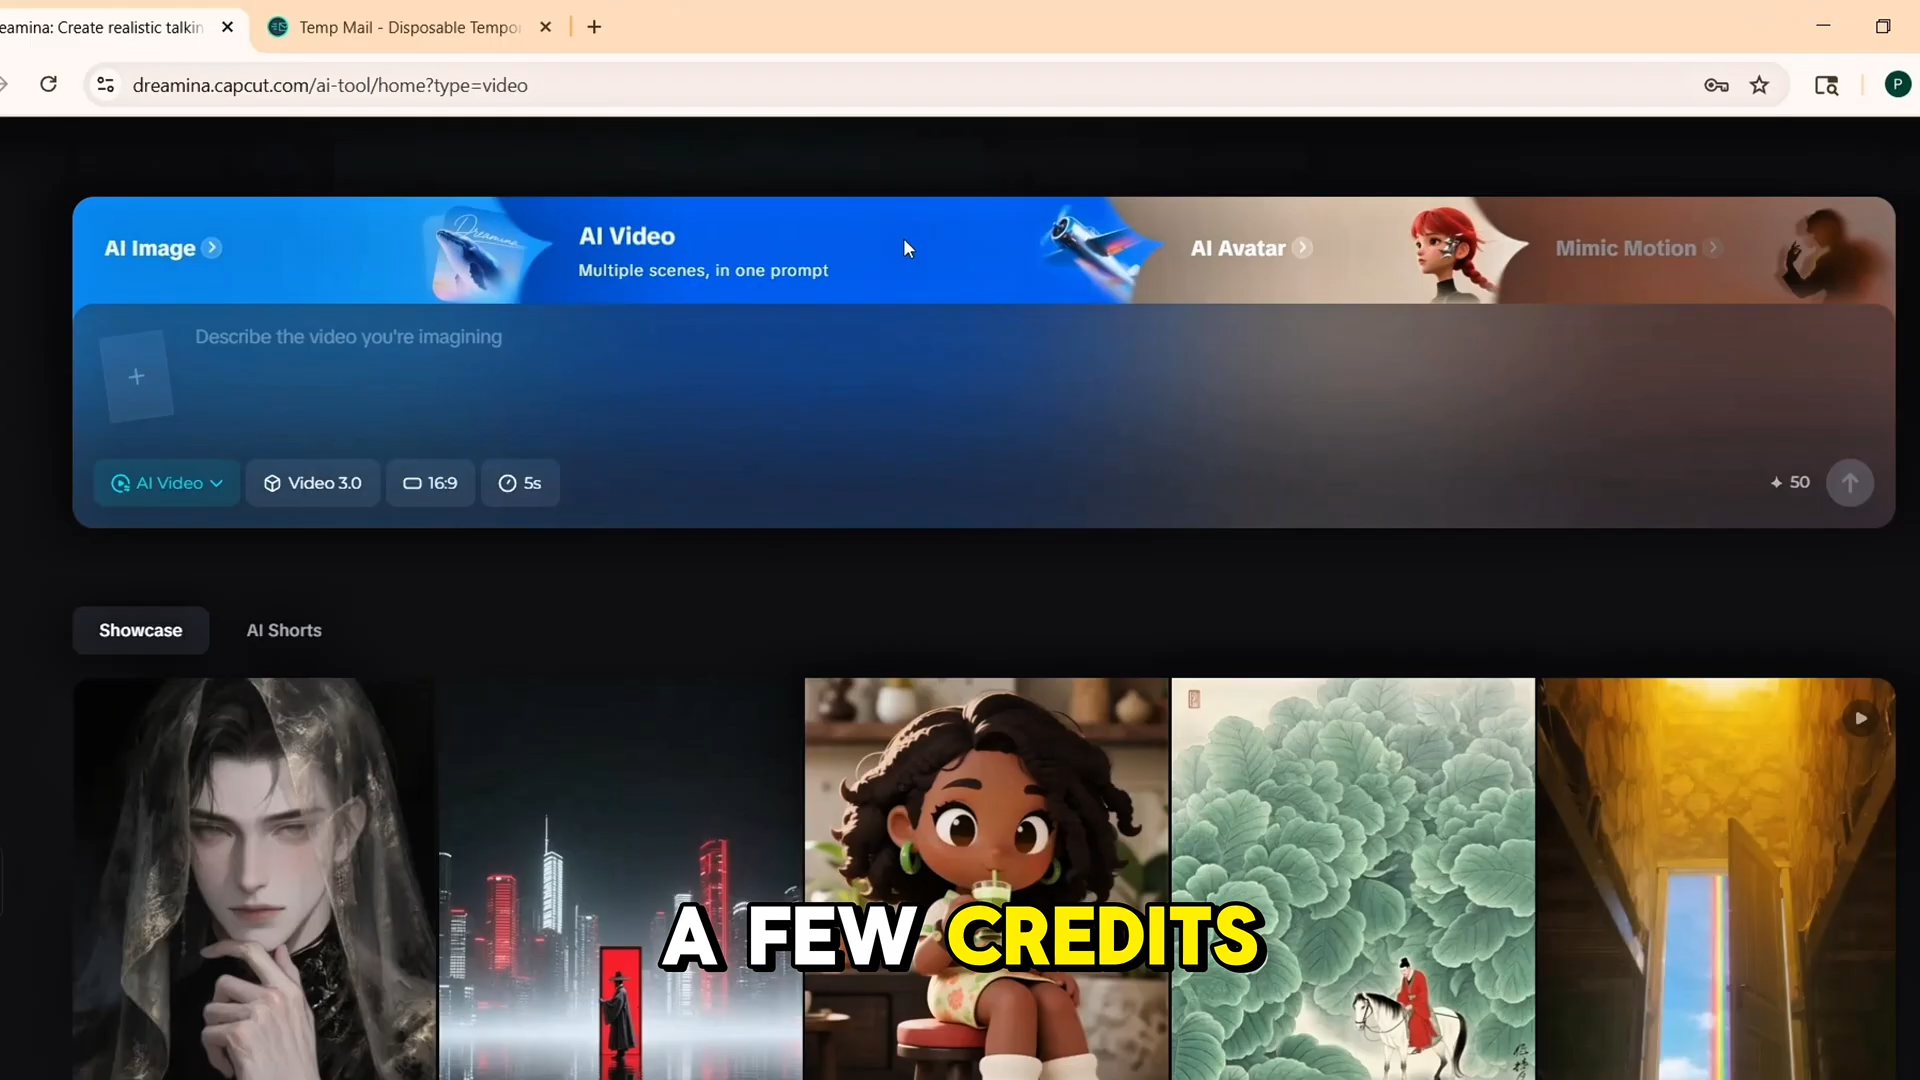 eamina: Create realistic talkin
Temp Mail - Disposable Tempo
dreamina.capcut.com/ai-tool/home?type=video
P
AI Image
Dreamina
AI Video
Multiple scenes, in one prompt
AI Avatar
Mimic Motion
Describe the video you're imagining
AI Video
Video 3.0
16:9
5s
50
Showcase
AI Shorts
A FEW CREDITS